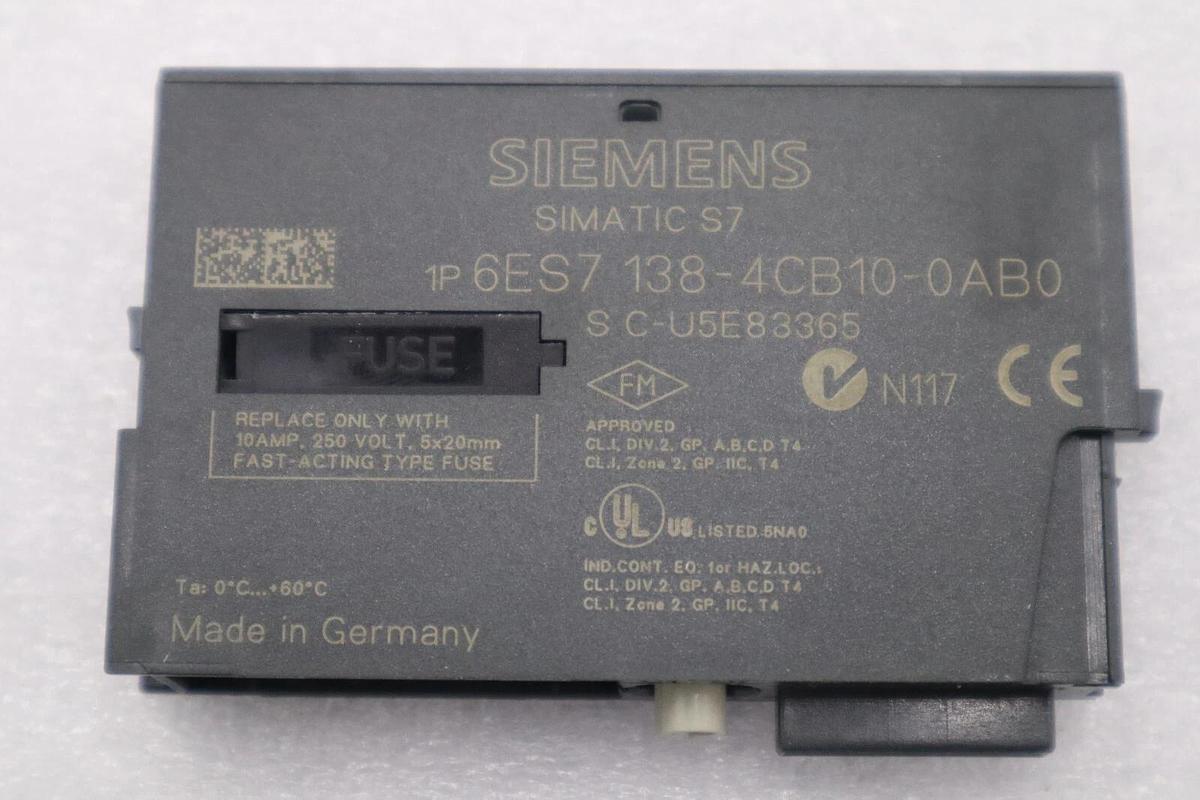 SIEMENS
SIMATIC S7
1P 6ES7 138-4CB10-0AB0
S C-U5E83365
FUSE
REPLACE ONLY WITH
10AMP, 250 VOLT, 5x20mm
FAST-ACTING TYPE FUSE
FM
N117
CE
APPROVED
CL.I, DIV.2, GP. A,B,C,D T4
CL.I, Zone 2, GP. IIC, T4
C UL US LISTED 5NA0
IND.CONT. EQ. for HAZ.LOC.:
CL.I, DIV.2, GP. A,B,C,D T4
CL.I, Zone 2, GP. IIC, T4
Ta: 0°C...+60°C
Made in Germany